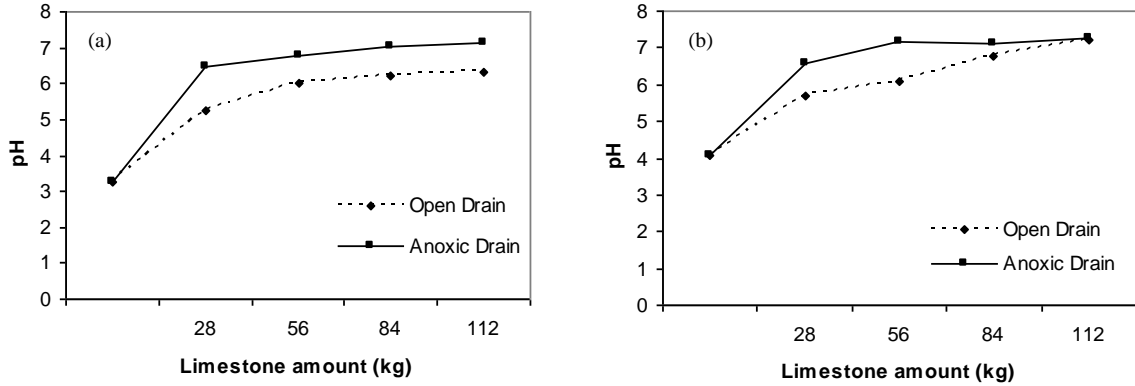 (a)
8
7
6
5
4
3
2
1
0
pH
Open Drain
Anoxic Drain
28 56 84 112
Limestone amount (kg)
(b)
8
7
6
5
4
3
2
1
0
pH
Open Drain
Anoxic Drain
28 56 84 112
Limestone amount (kg)